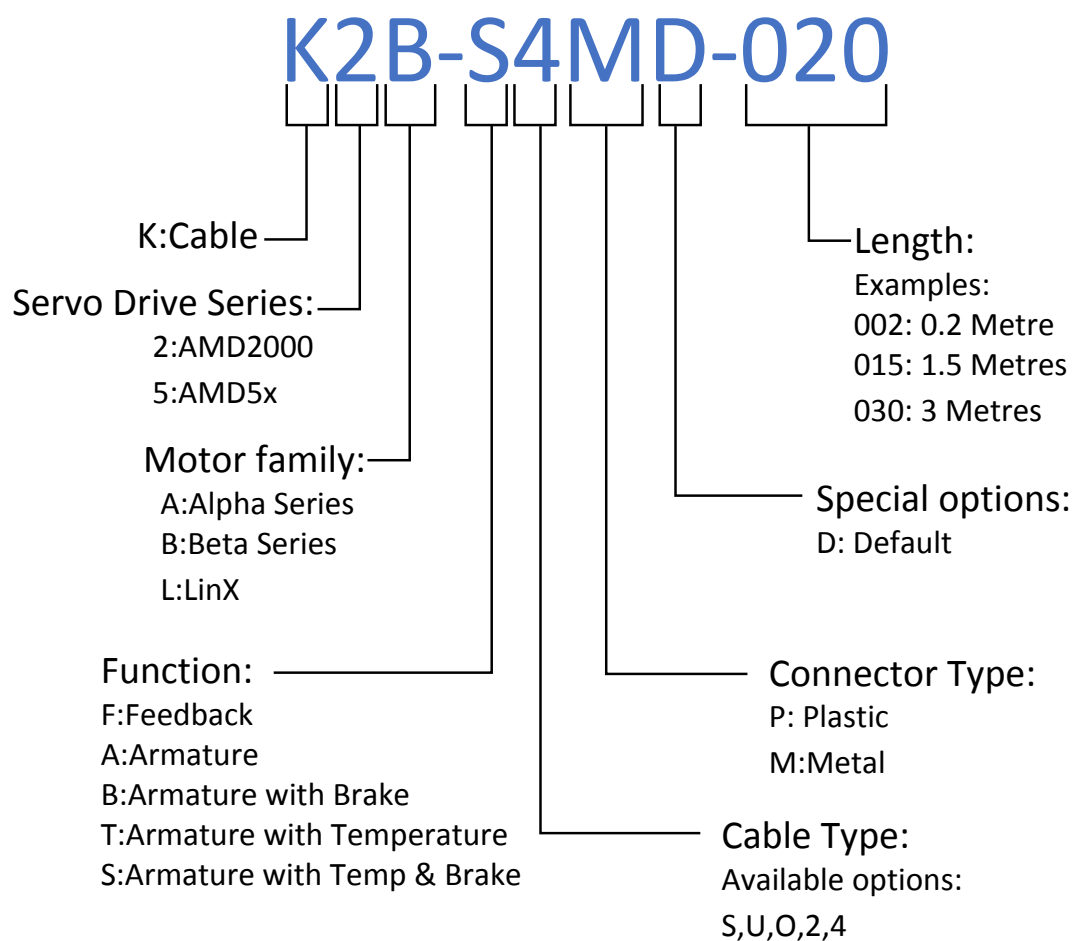 K2B-S4MD-020
K:Cable
Servo Drive Series:
2:AMD2000
5:AMD5x
Motor family:
A:Alpha Series
B:Beta Series
L:LinX
Function:
F:Feedback
A:Armature
B:Armature with Brake
T:Armature with Temperature
S:Armature with Temp & Brake
Length:
Examples:
002: 0.2 Metre
015: 1.5 Metres
030: 3 Metres
Special options:
D: Default
Connector Type:
P: Plastic
M:Metal
Cable Type:
Available options:
S,U,O,2,4